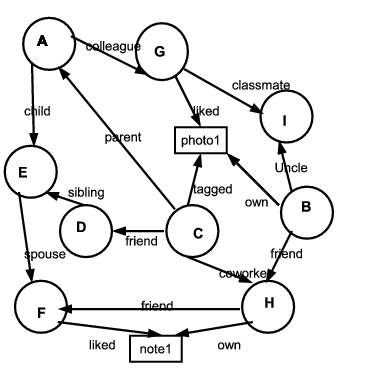 A
colleague
G
classmate
liked
I
child
photo1
parent
Uncle
E
sibling
tagged
own
B
D
friend
C
friend
spouse
coworker
F
friend
H
liked
note1
own